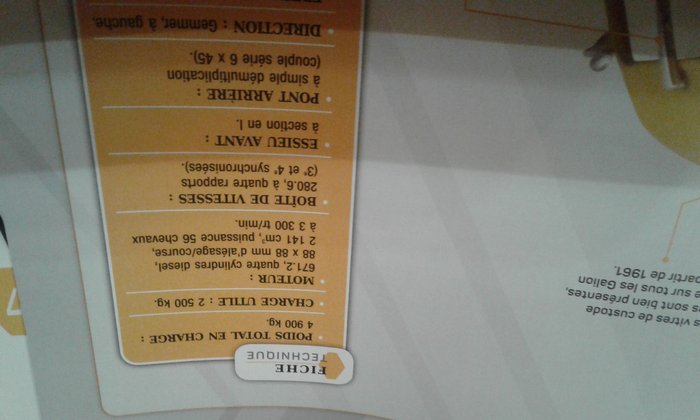 FICHE
TECHNIQUE
• POIDS TOTAL EN CHARGE :
4 900 kg.
• CHARGE UTILE : 2 500 kg.
• MOTEUR :
671.2, quatre cylindres diesel,
88 x 88 mm d'alésage/course,
2 141 cm³, puissance 56 chevaux
à 3 300 tr/min.
• BOÎTE DE VITESSES :
280.6, à quatre rapports
(3e et 4e synchronisées).
• ESSIEU AVANT :
à section en I.
• PONT ARRIÈRE :
à simple démultiplication
(couple série 6 x 45).
• DIRECTION : Gemmer, à gauche.
s vitres de custode
sont bien présentes,
e sur tous les Galion
partir de 1961.
7